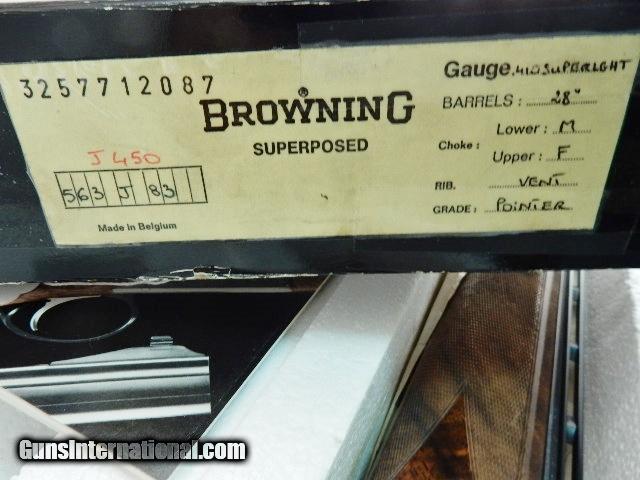 3257712087
BROWNING®
SUPERPOSED
J 450
563 J 83
Made in Belgium
Gauge .410 SUPERLGHT
BARRELS : 28"
Choke :
Lower : M
Upper : F
RIB. VENT
GRADE : POINTER
GunsInternational.com